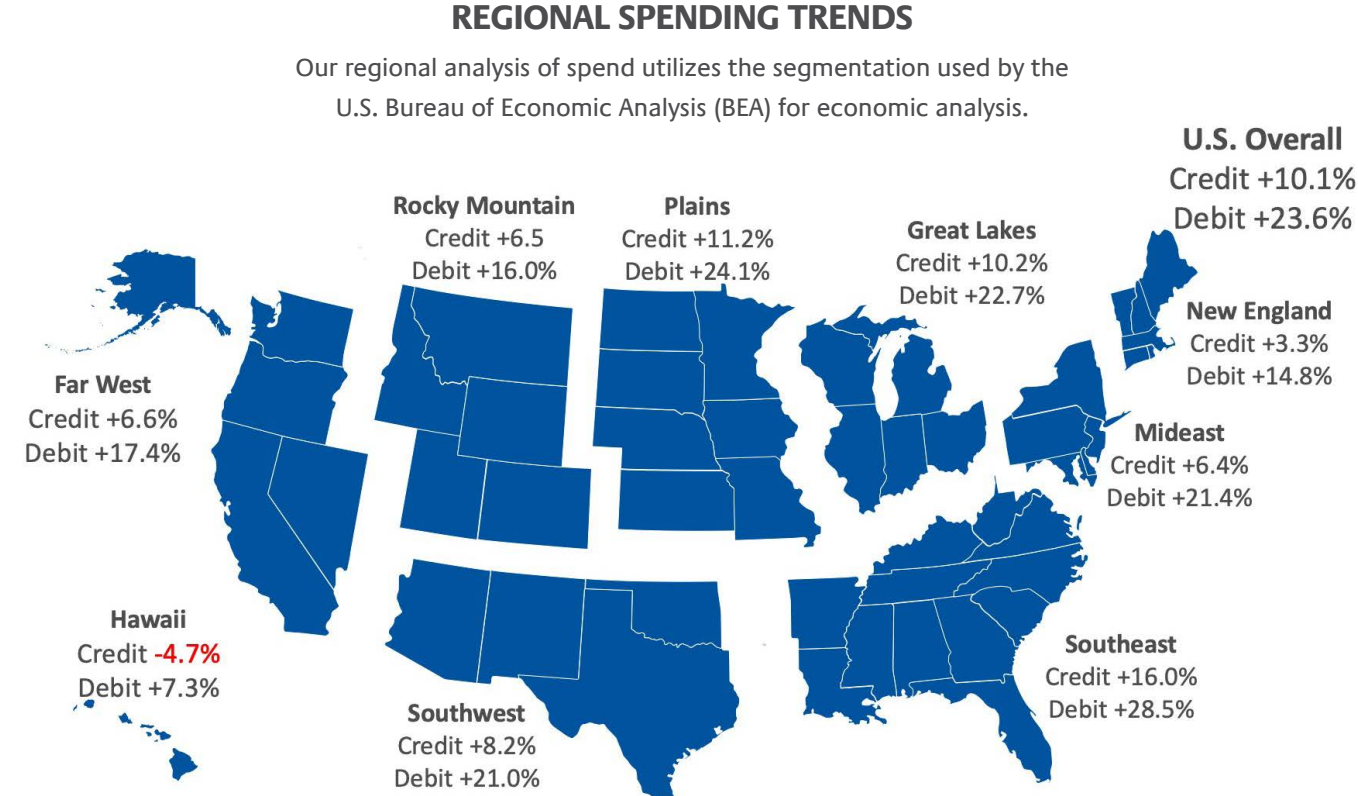 REGIONAL SPENDING TRENDS
Our regional analysis of spend utilizes the segmentation used by the
U.S. Bureau of Economic Analysis (BEA) for economic analysis.
U.S. Overall
Credit +10.1%
Debit +23.6%
Rocky Mountain
Credit +6.5
Debit +16.0%
Plains
Credit +11.2%
Debit +24.1%
Great Lakes
Credit +10.2%
Debit +22.7%
New England
Credit +3.3%
Debit +14.8%
Far West
Credit +6.6%
Debit +17.4%
Mideast
Credit +6.4%
Debit +21.4%
Hawaii
Credit -4.7%
Debit +7.3%
Southeast
Credit +16.0%
Debit +28.5%
Southwest
Credit +8.2%
Debit +21.0%